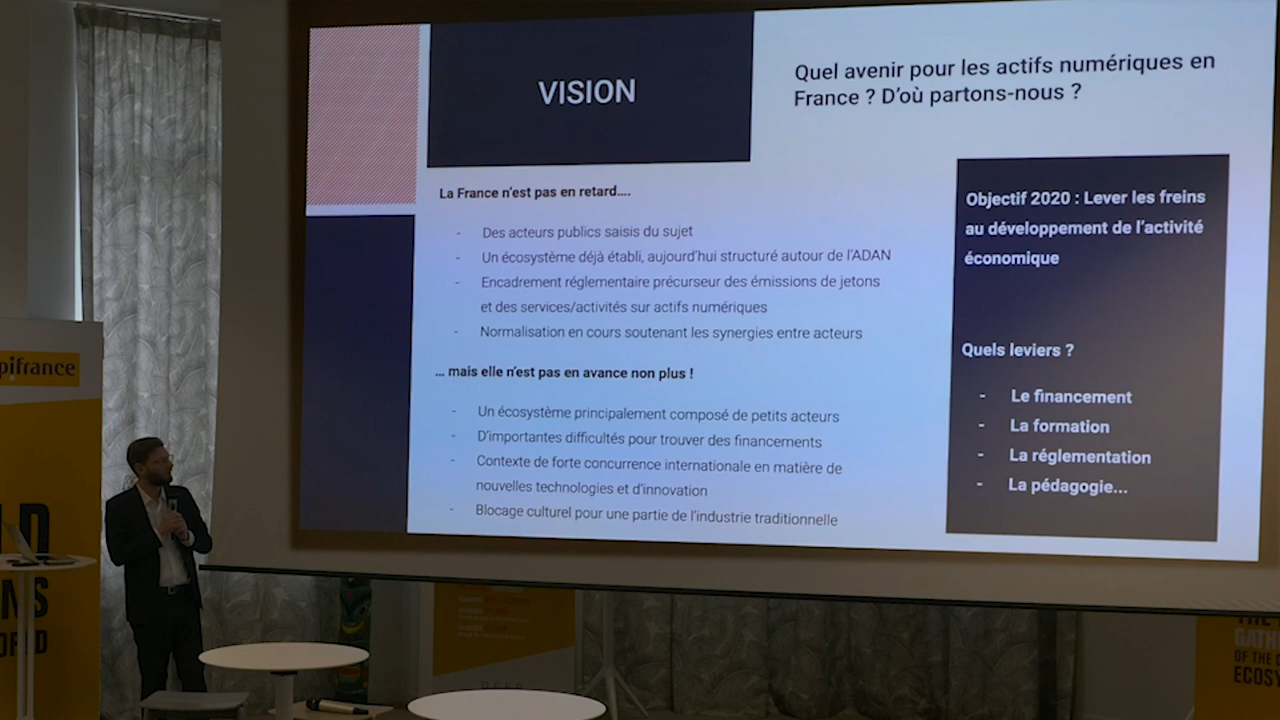 VISION
Quel avenir pour les actifs numériques en
France ? D'où partons-nous ?
La France n'est pas en retard....
- Des acteurs publics saisis du sujet
- Un écosystème déjà établi, aujourd'hui structuré autour de l'ADAN
- Encadrement réglementaire précurseur des émissions de jetons
et des services/activités sur actifs numériques
- Normalisation en cours soutenant les synergies entre acteurs
... mais elle n'est pas en avance non plus !
- Un écosystème principalement composé de petits acteurs
- D'importantes difficultés pour trouver des financements
- Contexte de forte concurrence internationale en matière de
nouvelles technologies et d'innovation
- Blocage culturel pour une partie de l'industrie traditionnelle
Objectif 2020 : Lever les freins
au développement de l'activité
économique
Quels leviers ?
- Le financement
- La formation
- La réglementation
- La pédagogie...
pifrance
GATH
OF THE
ECOSY